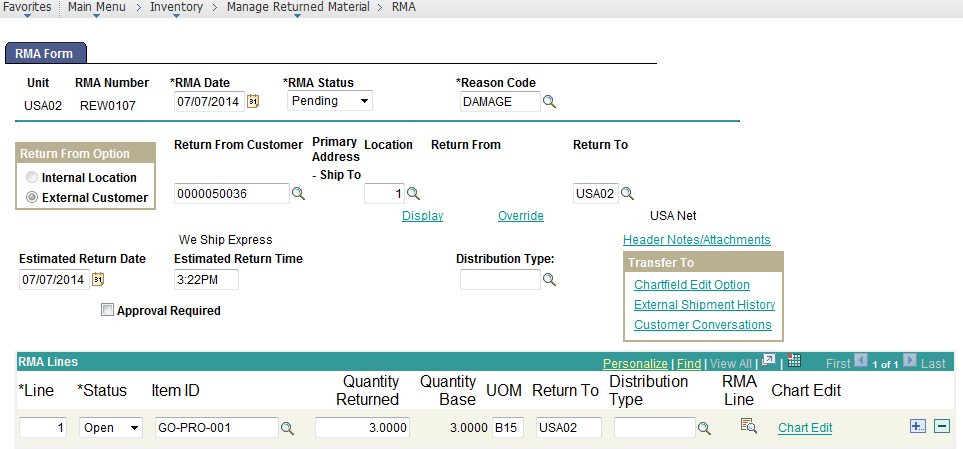 Favorites Main Menu > Inventory > Manage Returned Material > RMA
RMA Form
Unit RMA Number *RMA Date *RMA Status *Reason Code
USA02 REW0107 07/07/2014 31 Pending DAMAGE
Return From Option
Internal Location
External Customer
Return From Customer Primary Address - Ship To Location Return From Return To
0000050036 1 USA02
Display Override USA Net
We Ship Express Header Notes/Attachments
Estimated Return Date Estimated Return Time Distribution Type:
07/07/2014 31 3:22PM
Transfer To
Chartfield Edit Option
External Shipment History
Customer Conversations
Approval Required
RMA Lines Personalize | Find | View All | | First 1 of 1 Last
*Line *Status Item ID Quantity Returned Quantity Base UOM Return To Distribution Type RMA Line Chart Edit
1 Open GO-PRO-001 3.0000 3.0000 B15 USA02 Chart Edit